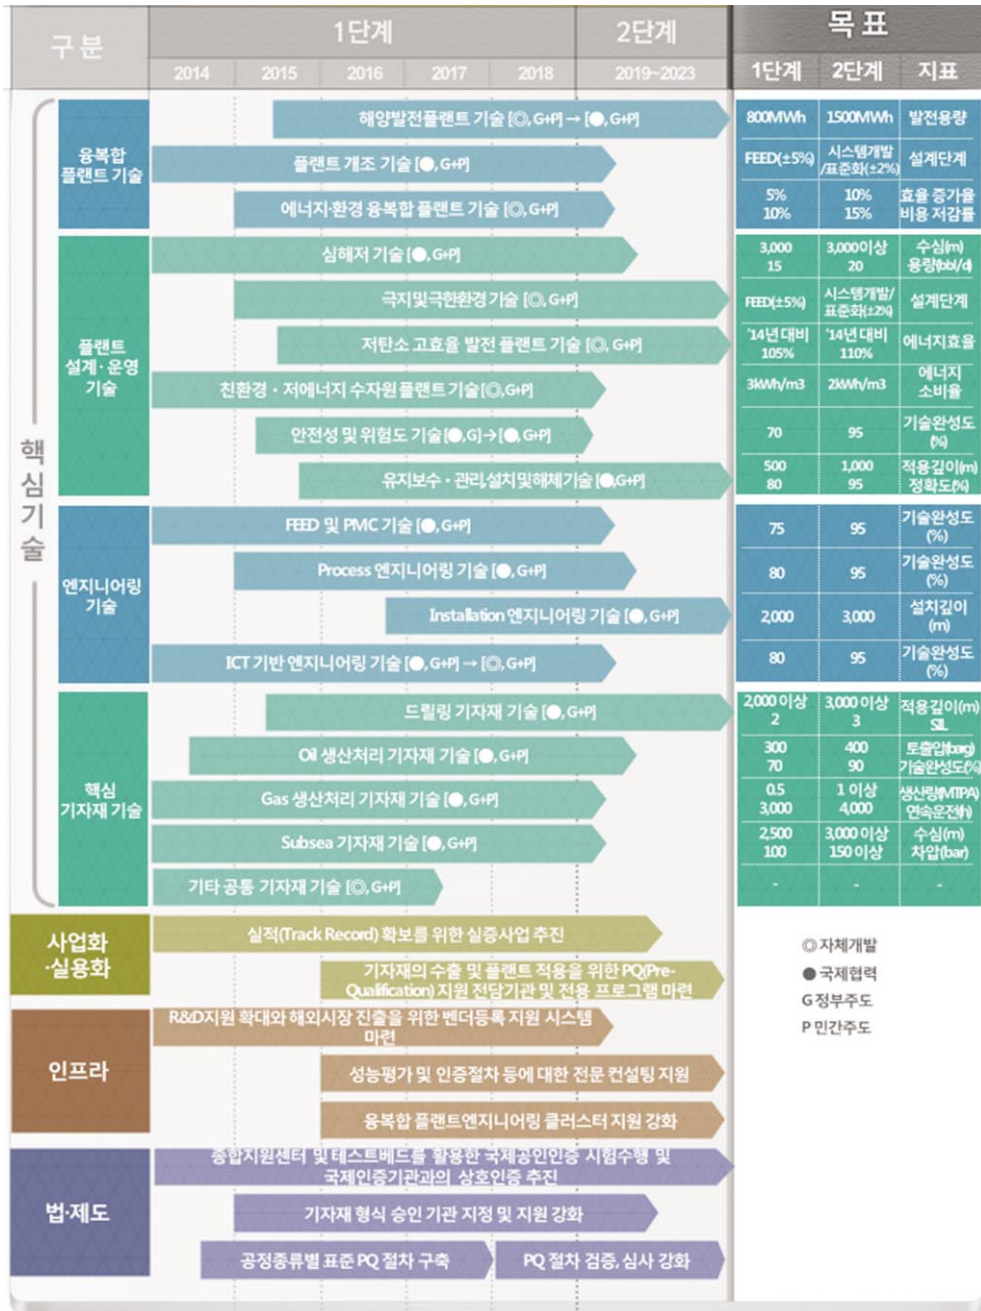 구분
1단계
2단계
목표
2014
2015
2016
2017
2018
2019~2023
1단계
2단계
지표
핵심기술
융복합
플랜트 기술
해양발전플랜트 기술 [◎, G+P] → [●, G+P]
800MWh
1500MWh
발전용량
플랜트 개조 기술 [●, G+P]
FEED(±5%)
시스템개발
/표준화(±2%)
설계단계
에너지·환경 융복합 플랜트 기술 [◎, G+P]
5%
10%
효율 증가율
10%
15%
비용 저감률
플랜트
설계·운영
기술
심해저 기술 [●, G+P]
3,000
3,000이상
수심(m)
15
20
용량(bbl/d)
극지및극한환경 기술 [◎, G+P]
FEED(±5%)
시스템개발/
표준화(±2%)
설계단계
저탄소 고효율 발전 플랜트 기술 [◎, G+P]
'14년 대비
105%
'14년 대비
110%
에너지효율
친환경·저에너지 수자원 플랜트 기술[◎,G+P]
3kWh/m3
2kWh/m3
에너지
소비율
안전성 및 위험도 기술[●,G]→[●,G+P]
70
95
기술완성도
(%)
유지보수·관리,설치및해체기술 [●,G+P]
500
1,000
적용깊이(m)
80
95
정확도(%)
엔지니어링
기술
FEED 및 PMC 기술 [●, G+P]
75
95
기술완성도
(%)
Process 엔지니어링 기술 [●, G+P]
80
95
기술완성도
(%)
Installation 엔지니어링 기술 [●, G+P]
2,000
3,000
설치깊이
(m)
ICT 기반 엔지니어링 기술 [●, G+P] → [◎, G+P]
80
95
기술완성도
(%)
핵심
기자재 기술
드릴링 기자재 기술 [●, G+P]
2,000 이상
3,000 이상
적용깊이(m)
2
3
SIL
Oil 생산처리 기자재 기술 [●, G+P]
300
400
토출압(barg)
70
90
기술완성도(%)
Gas 생산처리 기자재 기술 [●, G+P]
0.5
1 이상
생산량(MTPA)
3,000
4,000
연속운전(h)
Subsea 기자재 기술 [●, G+P]
2,500
3,000 이상
수심(m)
100
150 이상
차압(bar)
기타 공통 기자재 기술 [◎, G+P]
-
-
-
사업화
·실용화
실적(Track Record) 확보를 위한 실증사업 추진
기자재의 수출 및 플랜트 적용을 위한 PQ(Pre-
Qualification) 지원 전담기관 및 전용 프로그램 마련
◎ 자체개발
● 국제협력
G 정부주도
P 민간주도
인프라
R&D지원 확대와 해외시장 진출을 위한 벤더등록 지원 시스템
마련
성능평가 및 인증절차 등에 대한 전문 컨설팅 지원
융복합 플랜트엔지니어링 클러스터 지원 강화
법·제도
종합지원센터 및 테스트베드를 활용한 국제공인인증 시험수행 및
국제인증기관과의 상호인증 추진
기자재 형식 승인 기관 지정 및 지원 강화
공정종류별 표준 PQ 절차 구축
PQ 절차 검증, 심사 강화